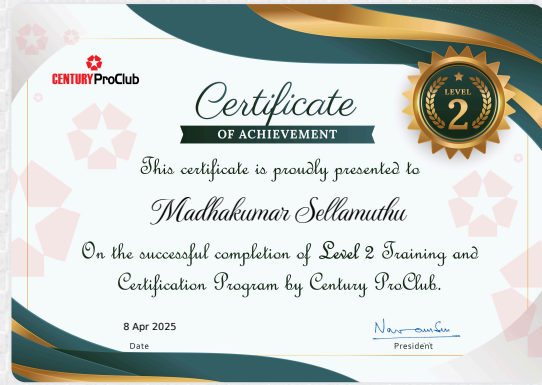 CENTURY ProClub
Certificate
OF ACHIEVEMENT
LEVEL
2
This certificate is proudly presented to
Madhakumar Sellamuthu
On the successful completion of Level 2 Training and
Certification Program by Century ProClub.
8 Apr 2025
Date
President